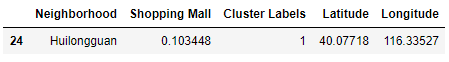 Neighborhood Shopping Mall Cluster Labels Latitude Longitude
24 Huilongguan 0.103448 1 40.07718 116.33527